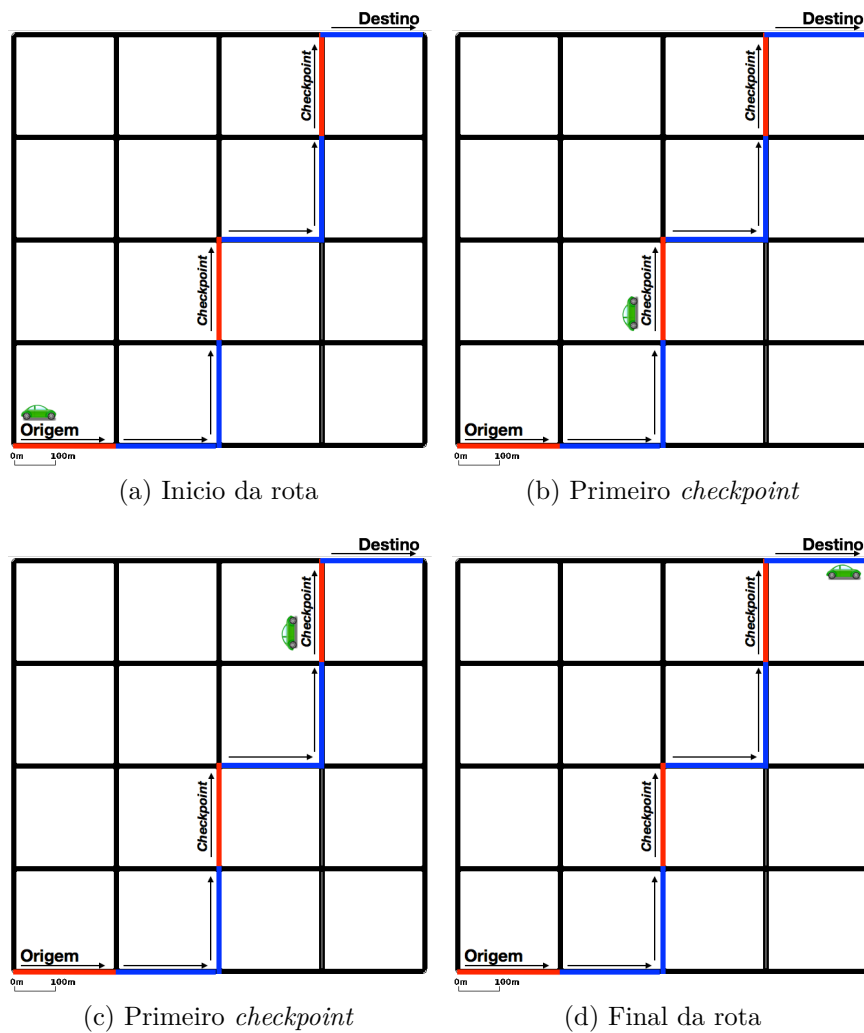 Destino
Checkpoint
Checkpoint
Origem
0m 100m
(a) Inicio da rota
Destino
Checkpoint
Checkpoint
Origem
0m 100m
(b) Primeiro checkpoint
Destino
Checkpoint
Checkpoint
Origem
0m 100m
(c) Primeiro checkpoint
Destino
Checkpoint
Checkpoint
Origem
0m 100m
(d) Final da rota